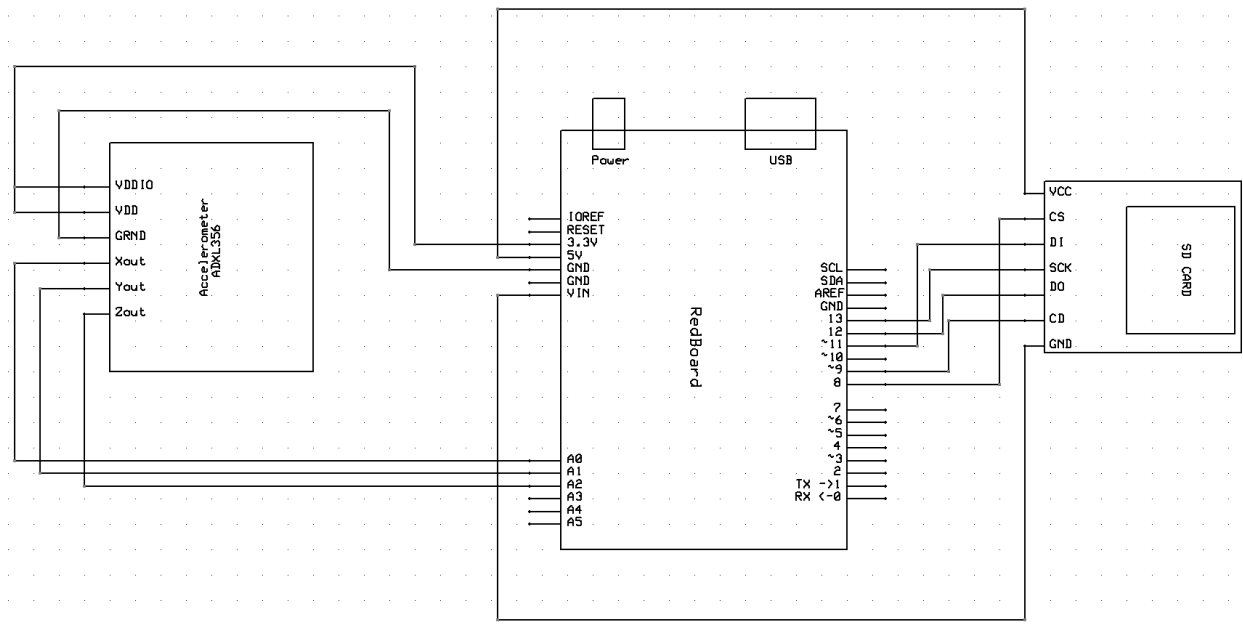 Power
USB
VDDIO
VDD
GRND
Xout
Yout
Zout
Accelerometer
ADXL356
IOREF
RESET
3.3V
5V
GND
GND
VIN
A0
A1
A2
A3
A4
A5
RedBoard
SCL
SDA
AREF
GND
13
12
~11
~10
~9
8
7
~6
~5
4
~3
2
TX ->1
RX <-0
VCC
CS
DI
SCK
DO
CD
GND
SD CARD